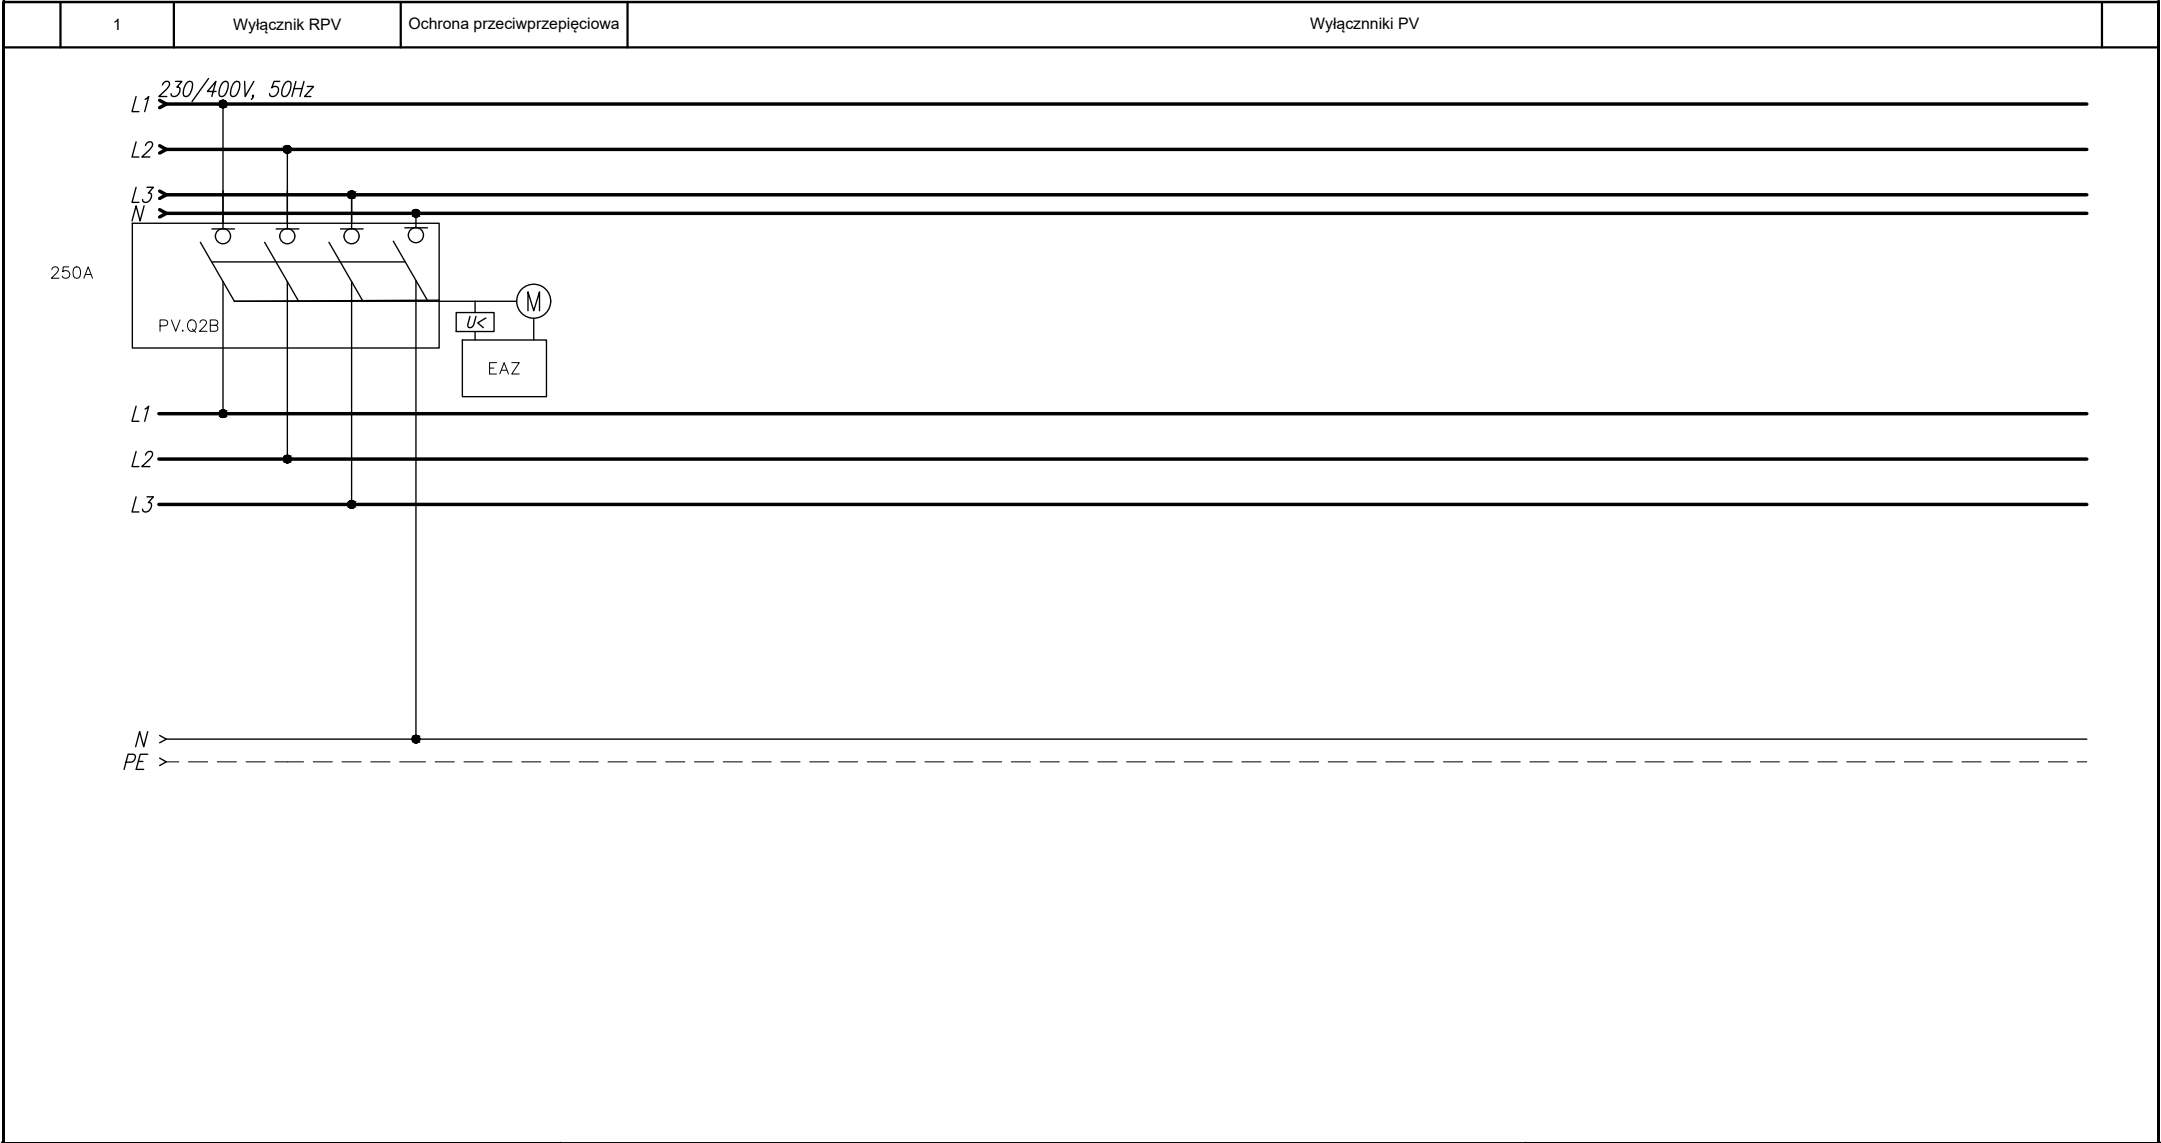 1
Wyłącznik RPV
Ochrona przeciwprzepięciowa
Wyłącznniki PV
230/400V, 50Hz
L1
L2
L3
N
250A
PV.Q2B
M
U<
EAZ
L1
L2
L3
N
PE